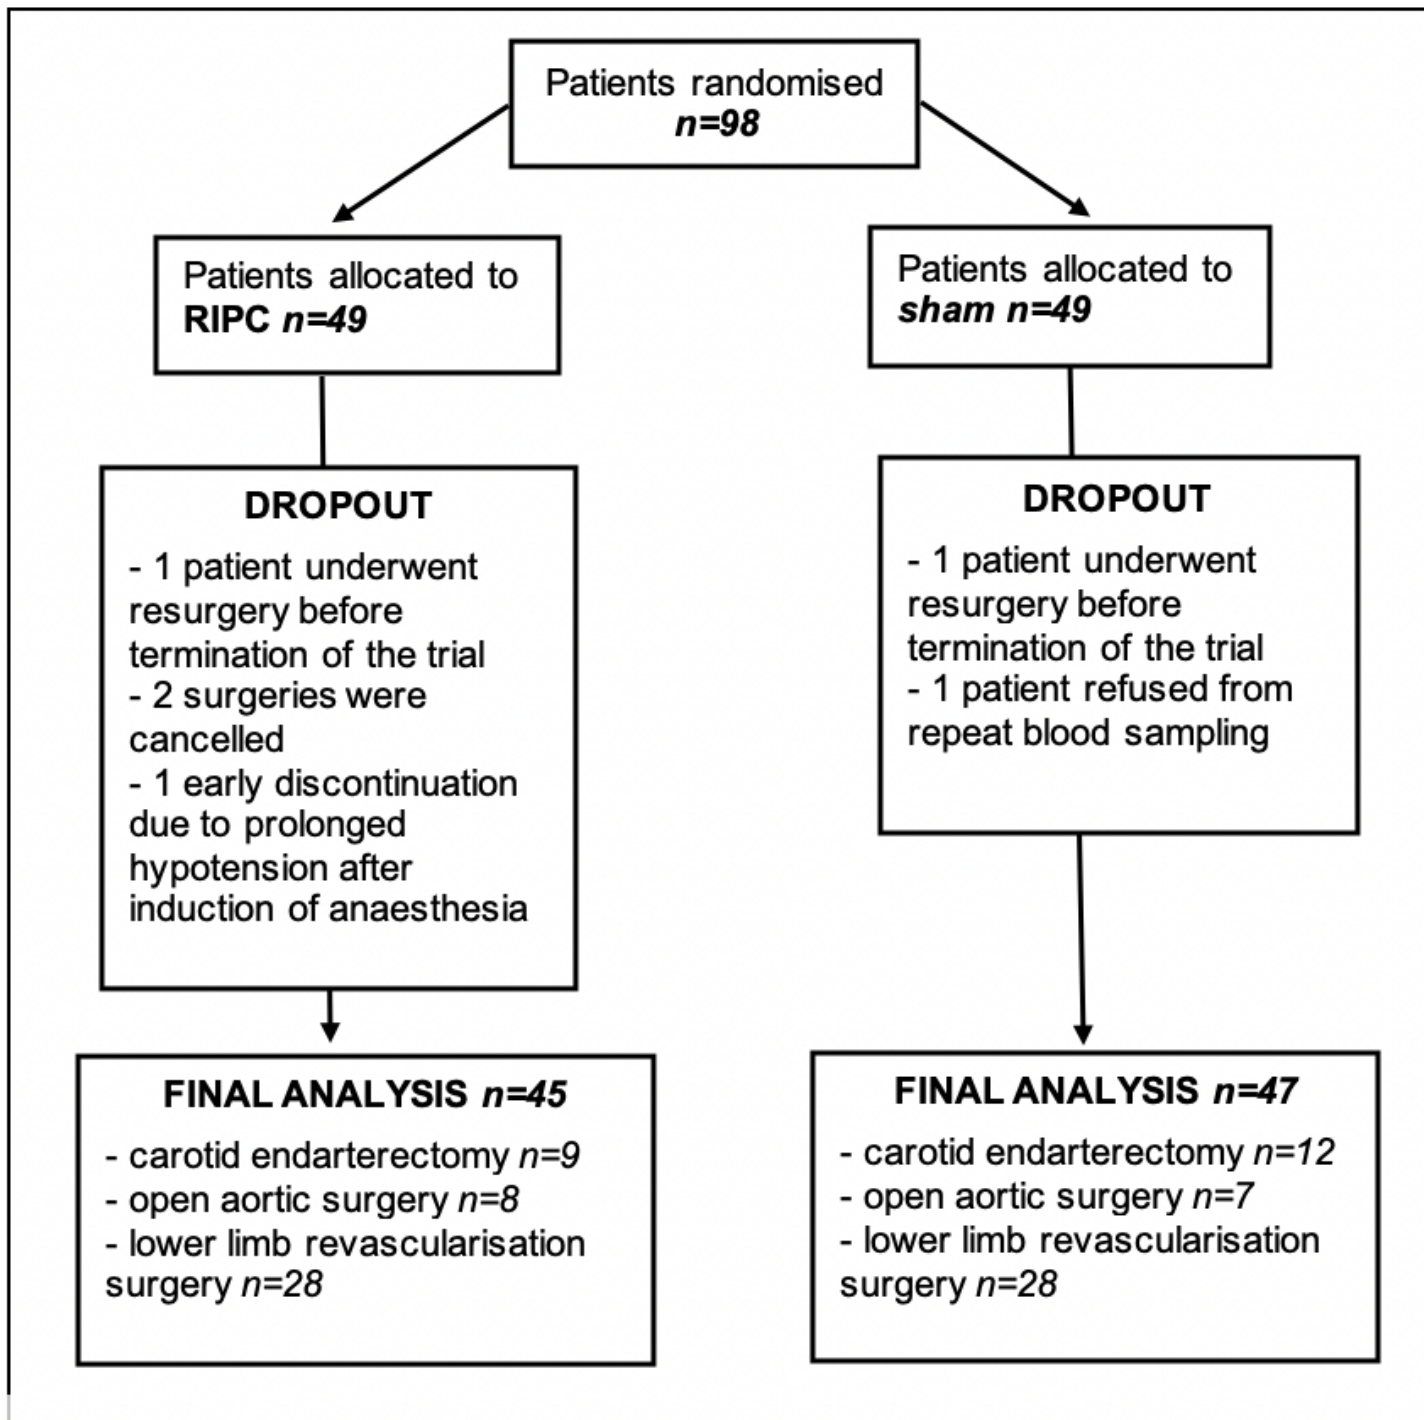 Patients randomised
n=98
Patients allocated to
RIPC n=49
Patients allocated to
sham n=49
DROPOUT
- 1 patient underwent
resurgery before
termination of the trial
- 2 surgeries were
cancelled
- 1 early discontinuation
due to prolonged
hypotension after
induction of anaesthesia
DROPOUT
- 1 patient underwent
resurgery before
termination of the trial
- 1 patient refused from
repeat blood sampling
FINAL ANALYSIS n=45
- carotid endarterectomy n=9
- open aortic surgery n=8
- lower limb revascularisation
surgery n=28
FINAL ANALYSIS n=47
- carotid endarterectomy n=12
- open aortic surgery n=7
- lower limb revascularisation
surgery n=28